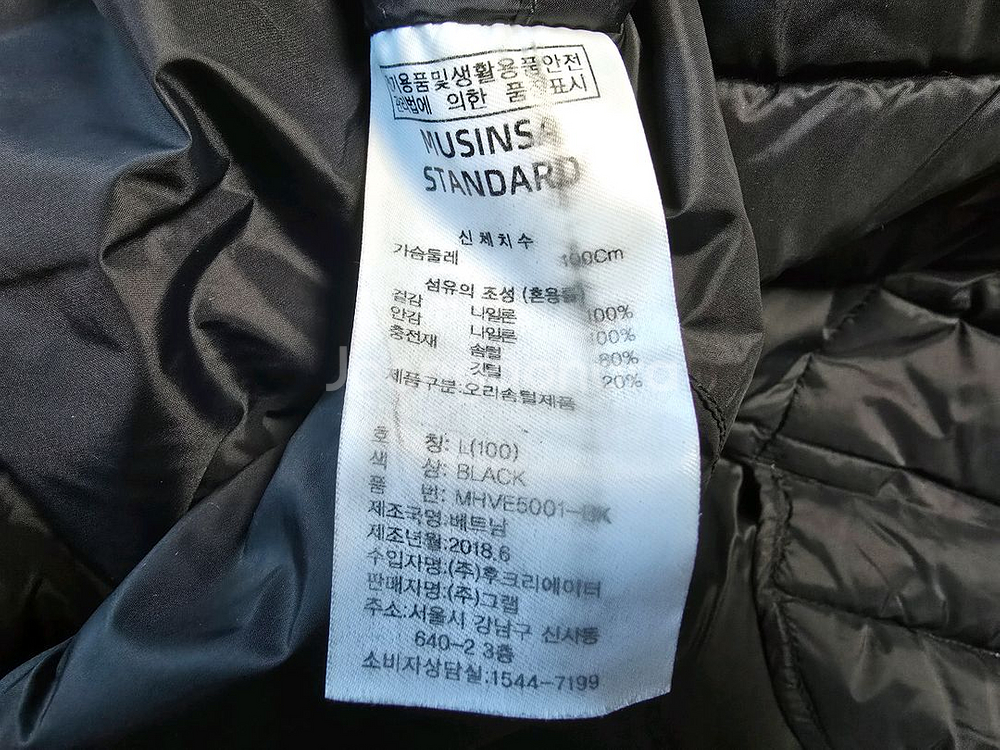 용품및생활용품안전
관리법에 의한 품질표시
MUSINSA
STANDARD
신체치수
가슴둘레 100Cm
섬유의 조성 (혼용률)
겉감 나일론 100%
안감 나일론 100%
충전재 솜털 80%
깃털 20%
제품구분:오리솜털제품
호 칭: L(100)
색 상: BLACK
품 번: MHVE5001-BK
제조국명:베트남
제조년월:2018.6
수입자명:(주)후크리에이터
판매자명:(주)그랩
주소:서울시 강남구 신사동
640-2 3층
소비자상담실:1544-7199